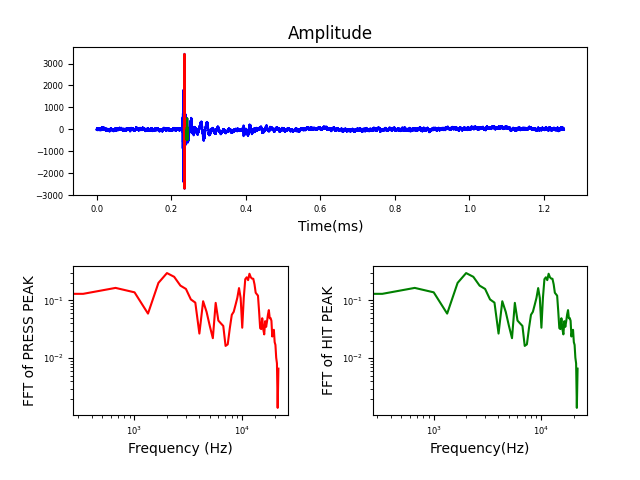 Amplitude
3000
2000
1000
0
−1000
−2000
−3000
0.0 0.2 0.4 0.6 0.8 1.0 1.2
Time(ms)
FFT of PRESS PEAK
10⁻¹
10⁻²
10³ 10⁴
Frequency (Hz)
FFT of HIT PEAK
10⁻¹
10⁻²
10³ 10⁴
Frequency(Hz)